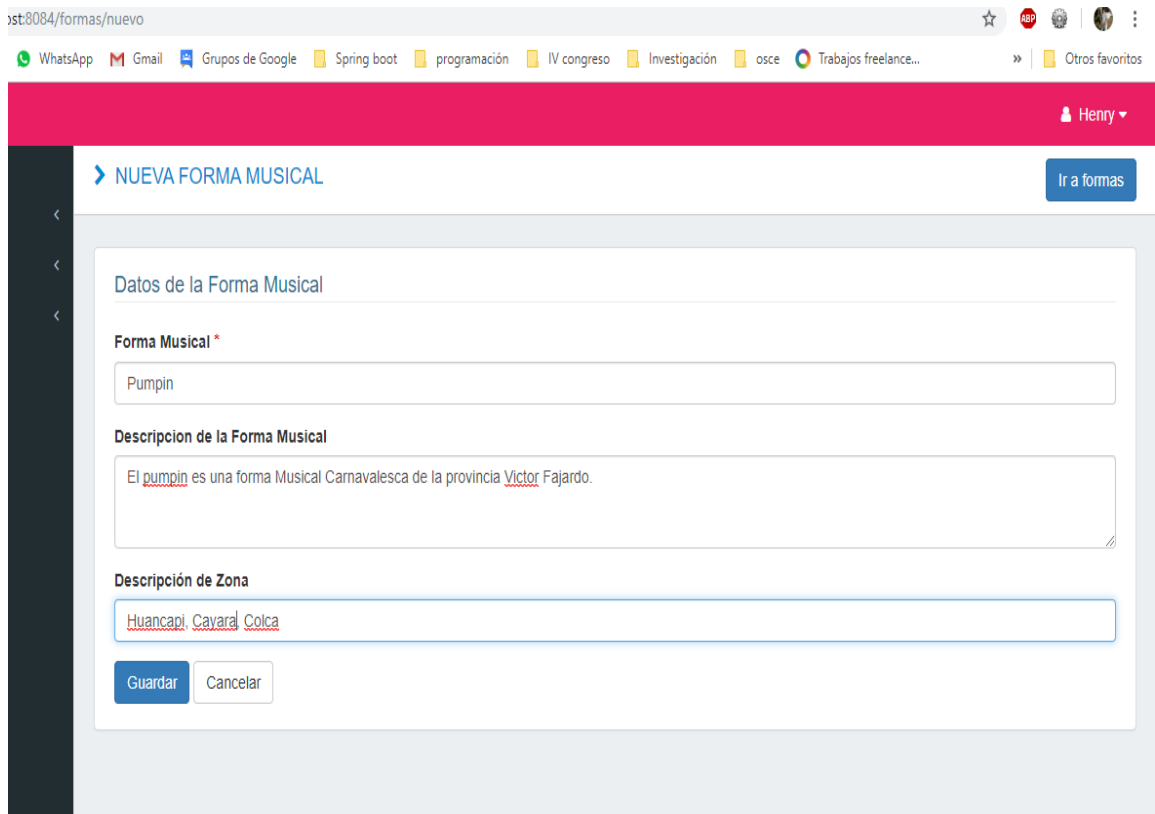 ost:8084/formas/nuevo
ABP
WhatsApp Gmail Grupos de Google Spring boot programación IV congreso Investigación osce Trabajos freelance... » Otros favoritos
Henry
NUEVA FORMA MUSICAL
Ir a formas
Datos de la Forma Musical
Forma Musical *
Pumpin
Descripcion de la Forma Musical
El pumpin es una forma Musical Carnavalesca de la provincia Victor Fajardo.
Descripción de Zona
Huancapi, Cayara, Colca
Guardar Cancelar